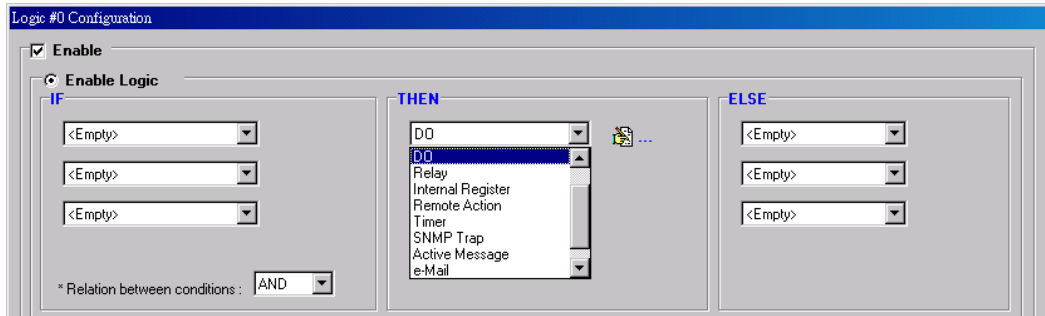 Logic #0 Configuration
Enable
Enable Logic
IF
<Empty>
<Empty>
<Empty>
* Relation between conditions : AND
THEN
DO
...
DO
Relay
Internal Register
Remote Action
Timer
SNMP Trap
Active Message
e-Mail
ELSE
<Empty>
<Empty>
<Empty>